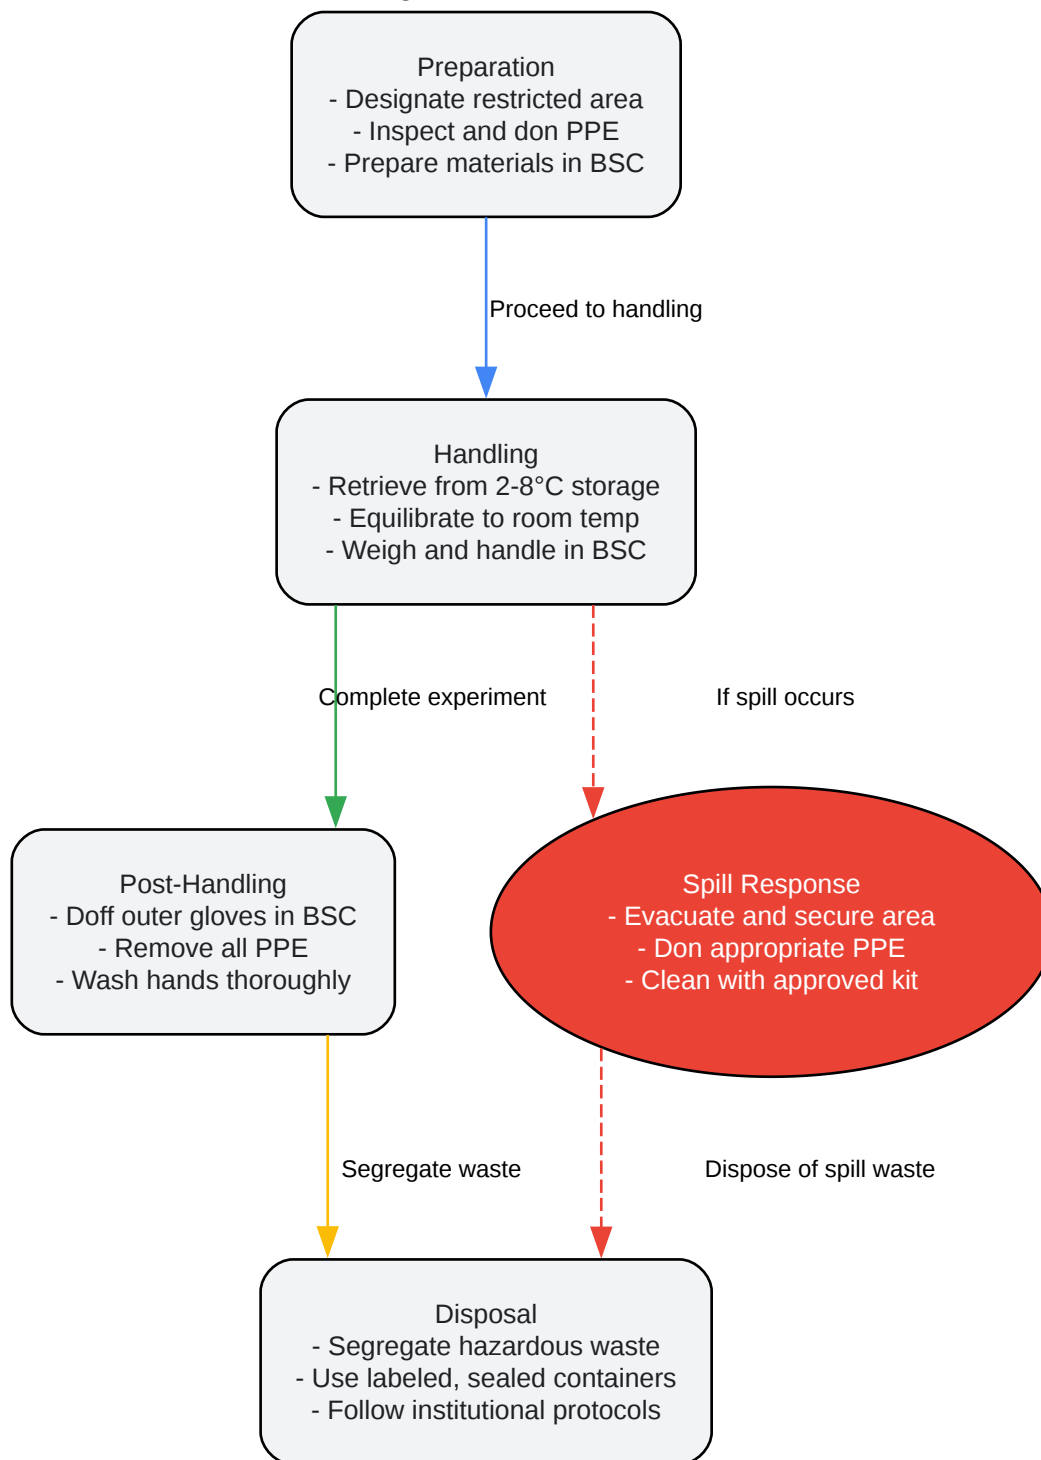 Preparation
- Designate restricted area
- Inspect and don PPE
- Prepare materials in BSC
Proceed to handling
Handling
- Retrieve from 2-8°C storage
- Equilibrate to room temp
- Weigh and handle in BSC
Complete experiment
If spill occurs
Post-Handling
- Doff outer gloves in BSC
- Remove all PPE
- Wash hands thoroughly
Spill Response
- Evacuate and secure area
- Don appropriate PPE
- Clean with approved kit
Segregate waste
Dispose of spill waste
Disposal
- Segregate hazardous waste
- Use labeled, sealed containers
- Follow institutional protocols